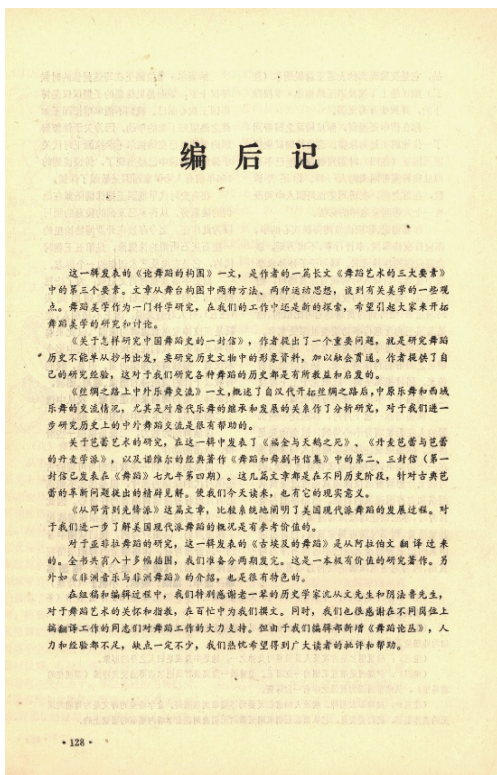 编后记
这一辑发表的《论舞蹈的构图》一文，是作者的一篇长文《舞蹈艺术的三大要素》
中的第三个要素。文章从舞台构图中两种方法、两种运动思想，谈到有关美学的一些观
点。舞蹈美学作为一门科学研究，在我们的工作中还是新的探索，希望引起大家来开拓
舞蹈美学的研究和讨论。
《关于怎样研究中国舞蹈史的一封信》，作者提出了一个重要问题，就是研究舞蹈
历史不能单从抄书出发，要研究历史文物中的形象资料，加以融会贯通。作者提供了自
己的研究经验，这对于我们研究各种舞蹈的历史都是有所教益和启发的。
《丝绸之路上中外乐舞交流》一文，概述了自汉代开拓丝绸之路后，中原乐舞和西域
乐舞的交流情况，尤其是对唐代乐舞的继承和发展的关系作了分析研究，对于我们进一
步研究历史上的中外舞蹈交流是很有帮助的。
关于芭蕾艺术的研究，在这一辑中发表了《福金与天鹅之死》、《丹麦芭蕾与芭蕾
的丹麦学派》，以及诺维尔的经典著作《舞蹈和舞剧书信集》中的第二、三封信（第一
封信已发表在《舞蹈》七九年第四期）。这几篇文章都是在不同历史阶段，针对古典芭
蕾的革新问题提出的精辟见解。使我们今天读来，也有它的现实意义。
《从邓肯到先锋派》这篇文章，比较系统地阐明了美国现代派舞蹈的发展过程。对
于我们进一步了解美国现代派舞蹈的概况是有参考价值的。
对于亚非拉舞蹈的研究，这一辑发表的《古埃及的舞蹈》是从阿拉伯文翻译过来
的。全书共有八十多幅插图，我们准备分两期发完。这是一本很有价值的研究著作。另
外如《非洲音乐与非洲舞蹈》的介绍，也是很有特色的。
在组稿和编辑过程中，我们特别感谢老一辈的历史学家沈从文先生和阴法鲁先生，
对于舞蹈艺术的关怀和指教，在百忙中为我们撰文。同时，我们也很感谢在不同岗位上
搞翻译工作的同志们对舞蹈工作的大力支持。但由于我们编辑部新增《舞蹈论丛》，人
力和经验都不足，缺点一定不少，我们热忱希望得到广大读者的批评和帮助。
·128·